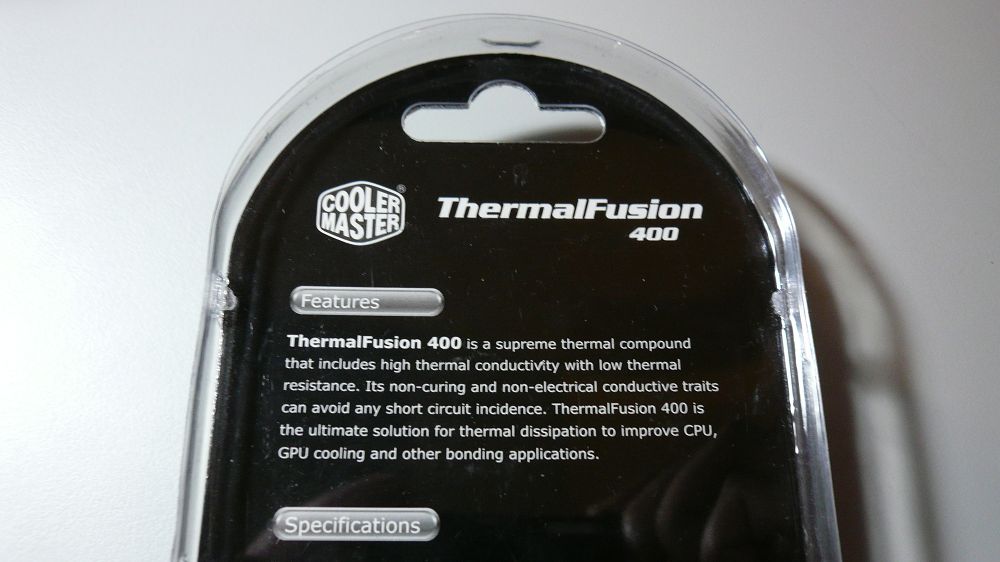 COOLER
MASTER®
ThermalFusion
400
Features
ThermalFusion 400 is a supreme thermal compound
that includes high thermal conductivity with low thermal
resistance. Its non-curing and non-electrical conductive traits
can avoid any short circuit incidence. ThermalFusion 400 is
the ultimate solution for thermal dissipation to improve CPU,
GPU cooling and other bonding applications.
Specifications